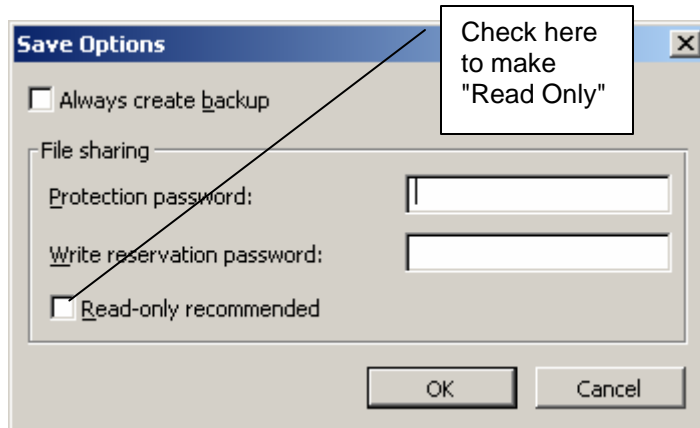 Save Options
Check here
to make
"Read Only"
Always create backup
File sharing
Protection password:
Write reservation password:
Read-only recommended
OK
Cancel